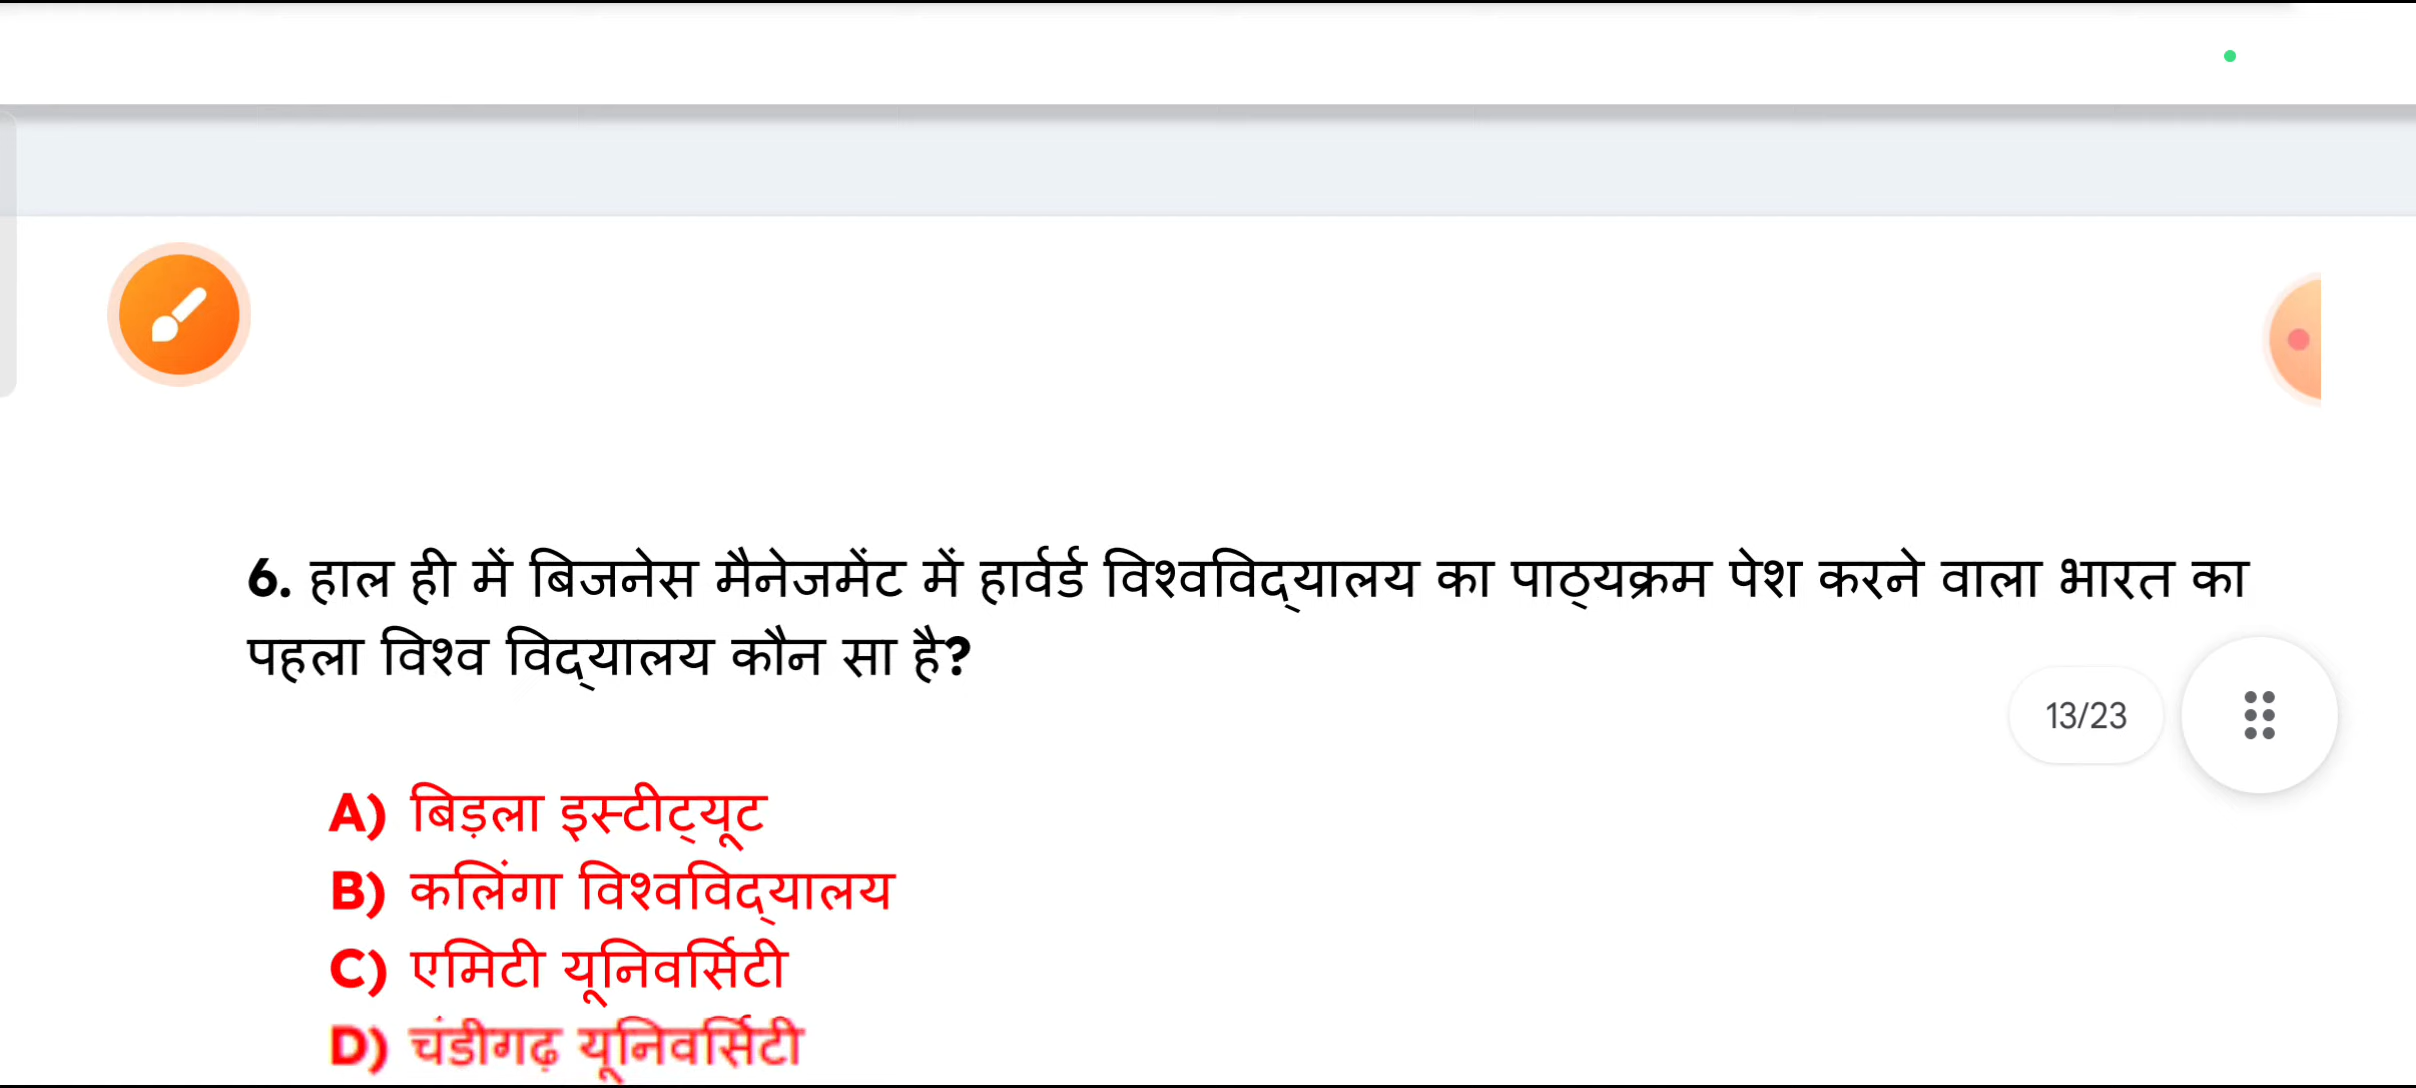 6. हाल ही में बिजनेस मैनेजमेंट में हार्वर्ड विश्वविद्यालय का पाठ्यक्रम पेश करने वाला भारत का
पहला विश्व विद्यालय कौन सा है?
13/23
A) बिड़ला इस्टीट्यूट
B) कलिंगा विश्वविद्यालय
C) एमिटी यूनिवर्सिटी
D) चंडीगढ़ यूनिवर्सिटी